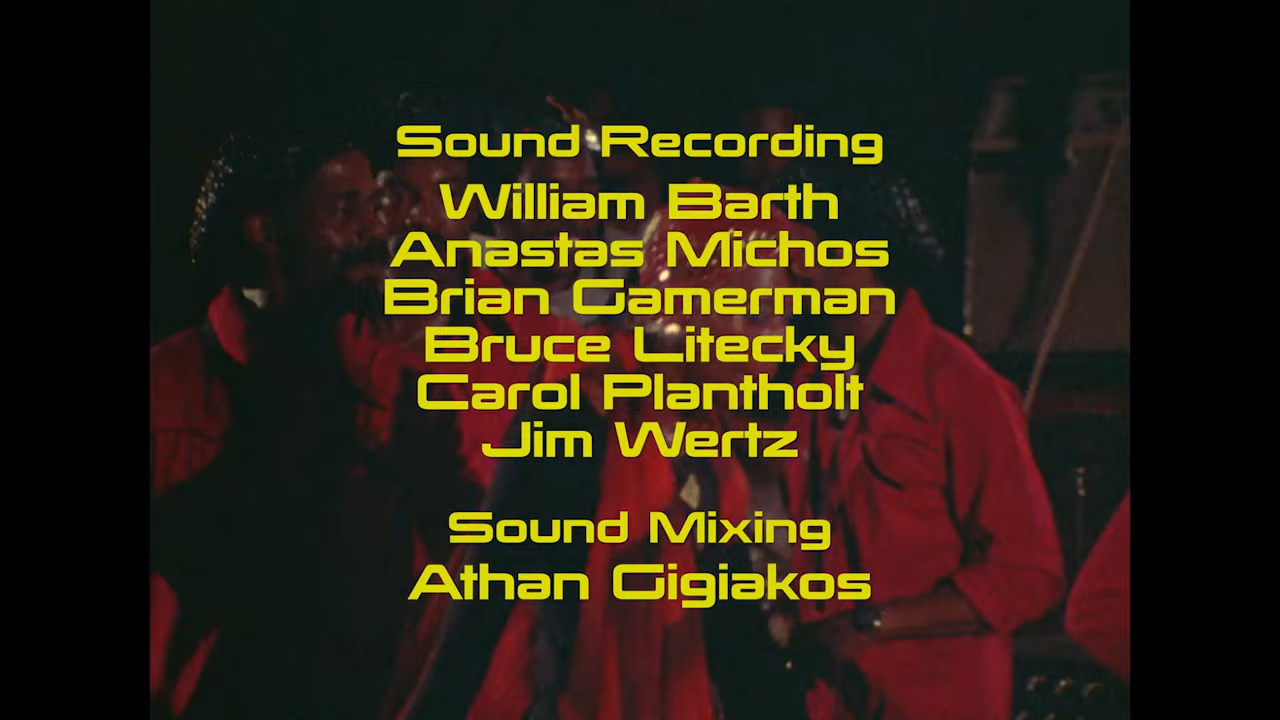 Sound Recording
William Barth
Anastas Michos
Brian Gamerman
Bruce Litecky
Carol Plantholt
Jim Wertz
Sound Mixing
Athan Gigiakos